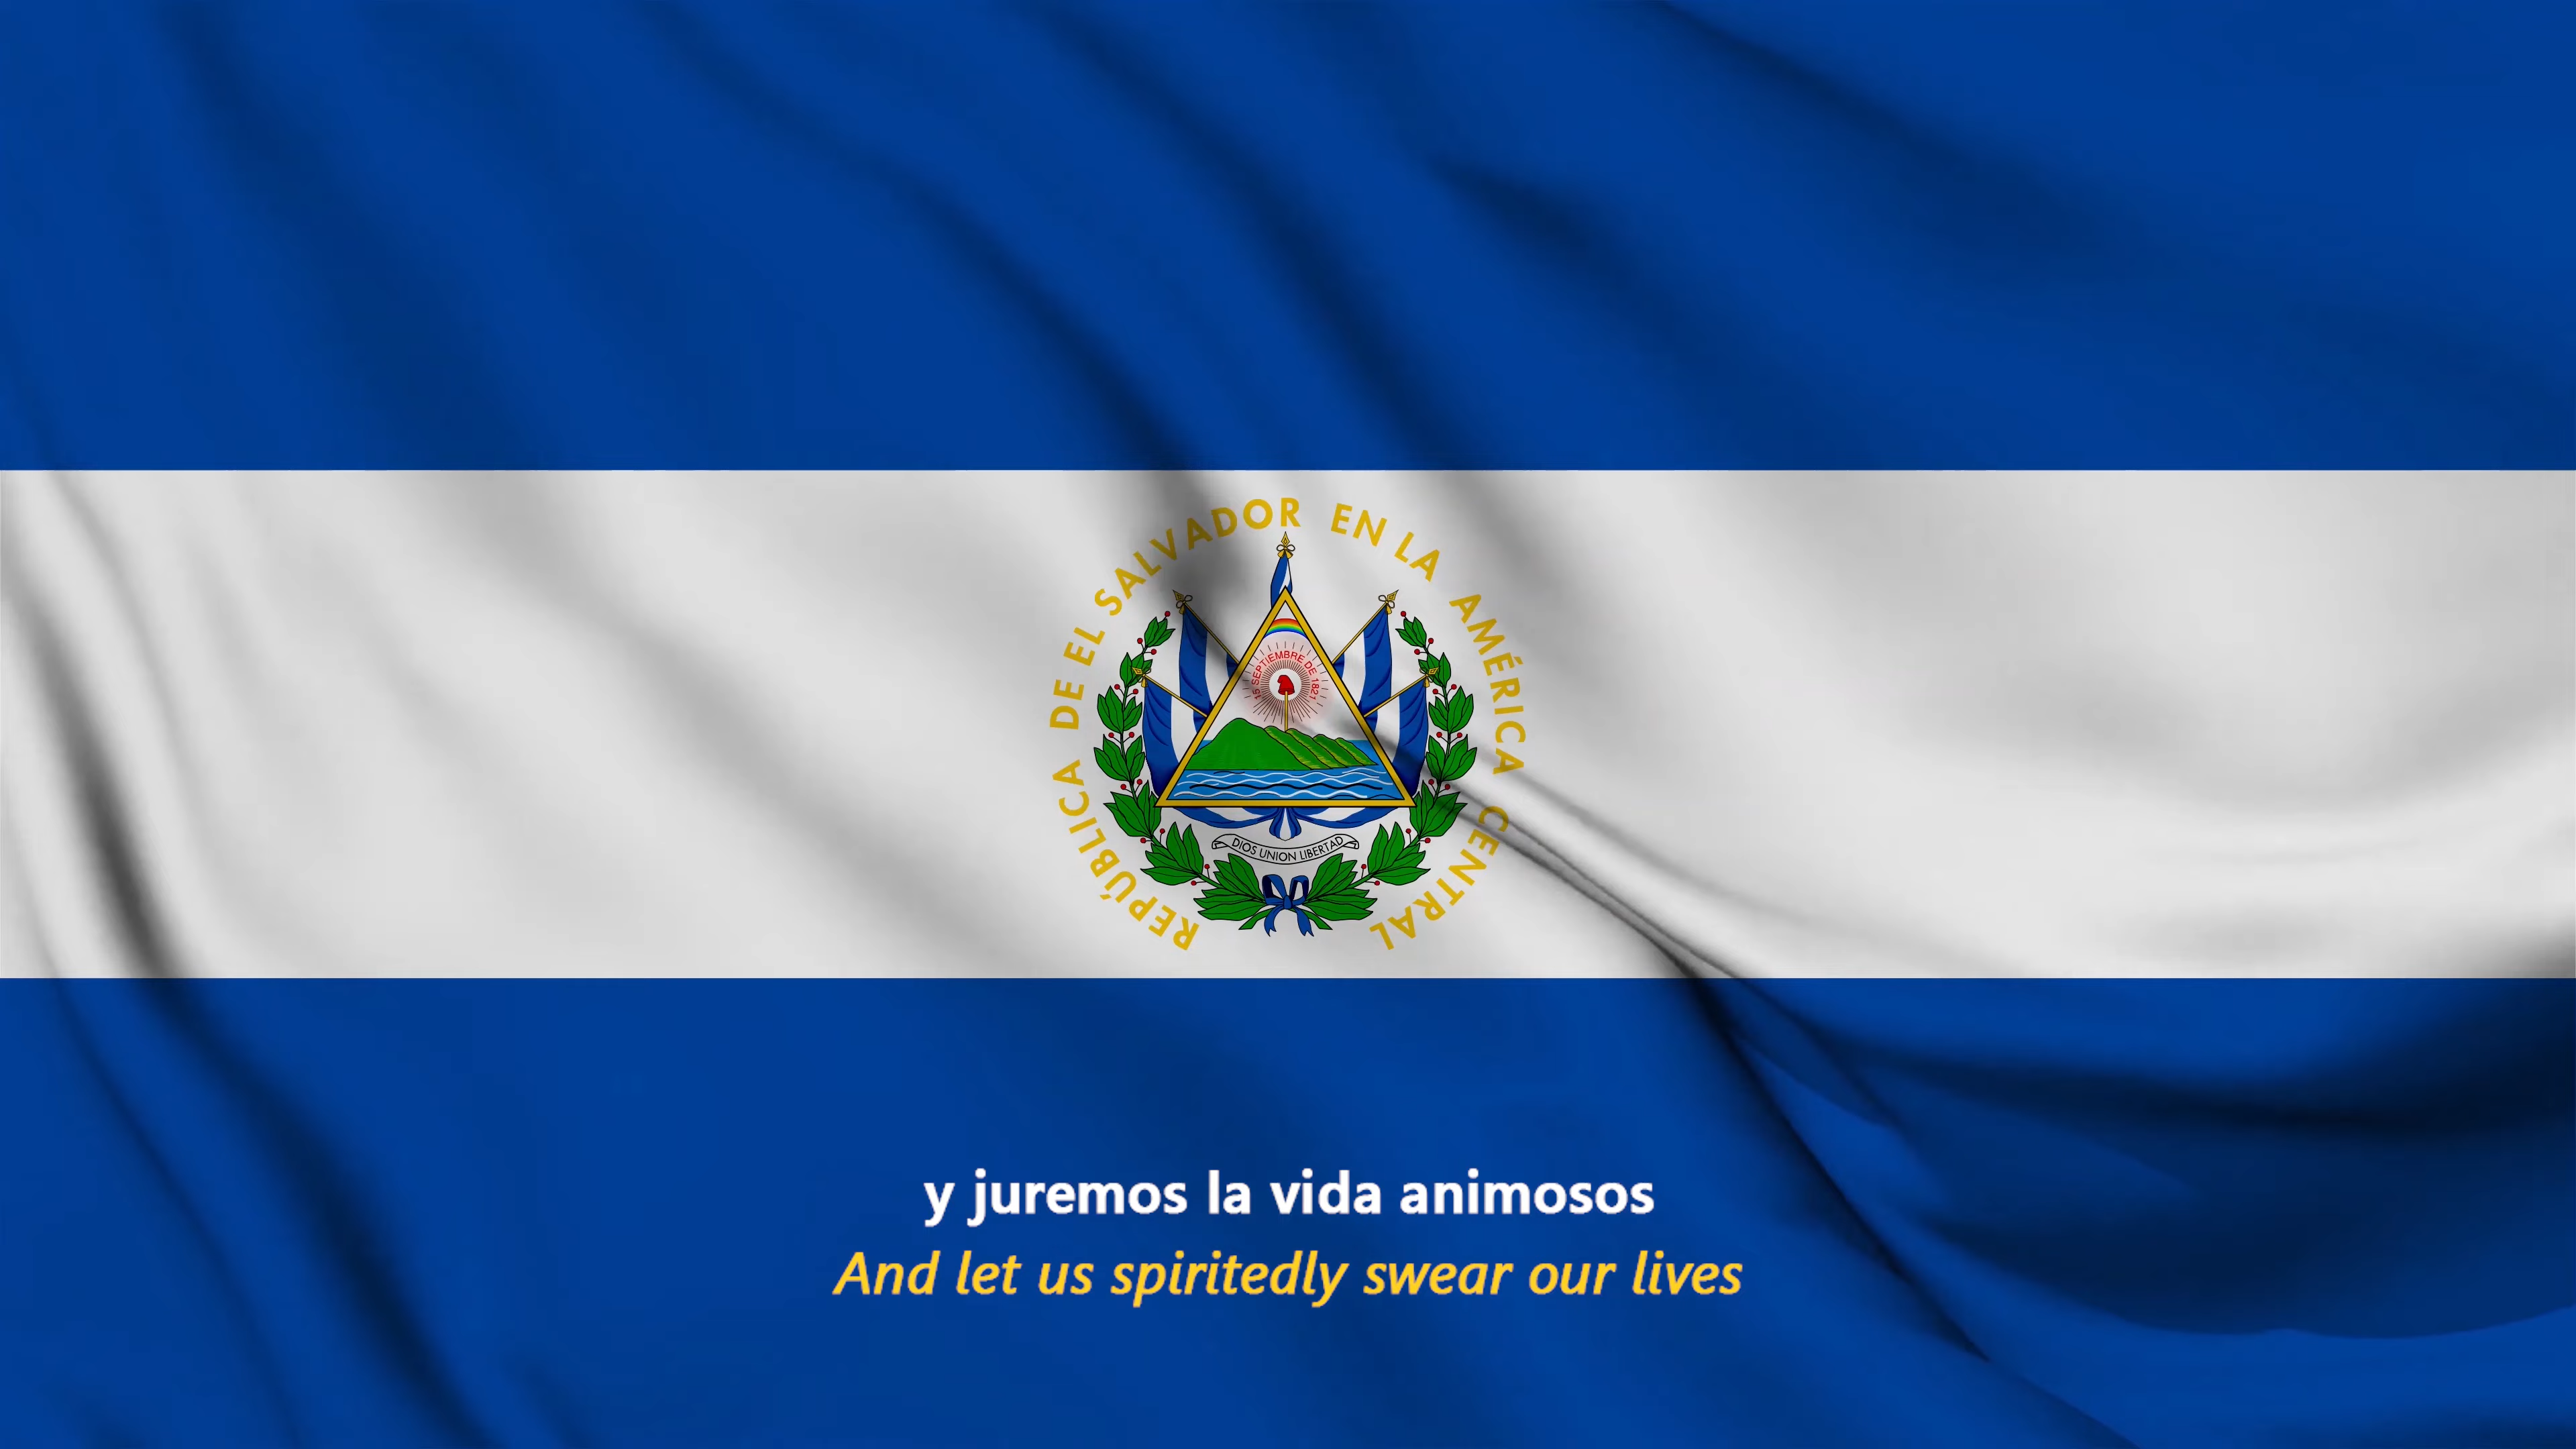 REPÚBLICA DE EL SALVADOR EN LA AMÉRICA CENTRAL
15 SEPTIEMBRE DE 1821
DIOS UNION LIBERTAD
y juremos la vida animosos
And let us spiritedly swear our lives